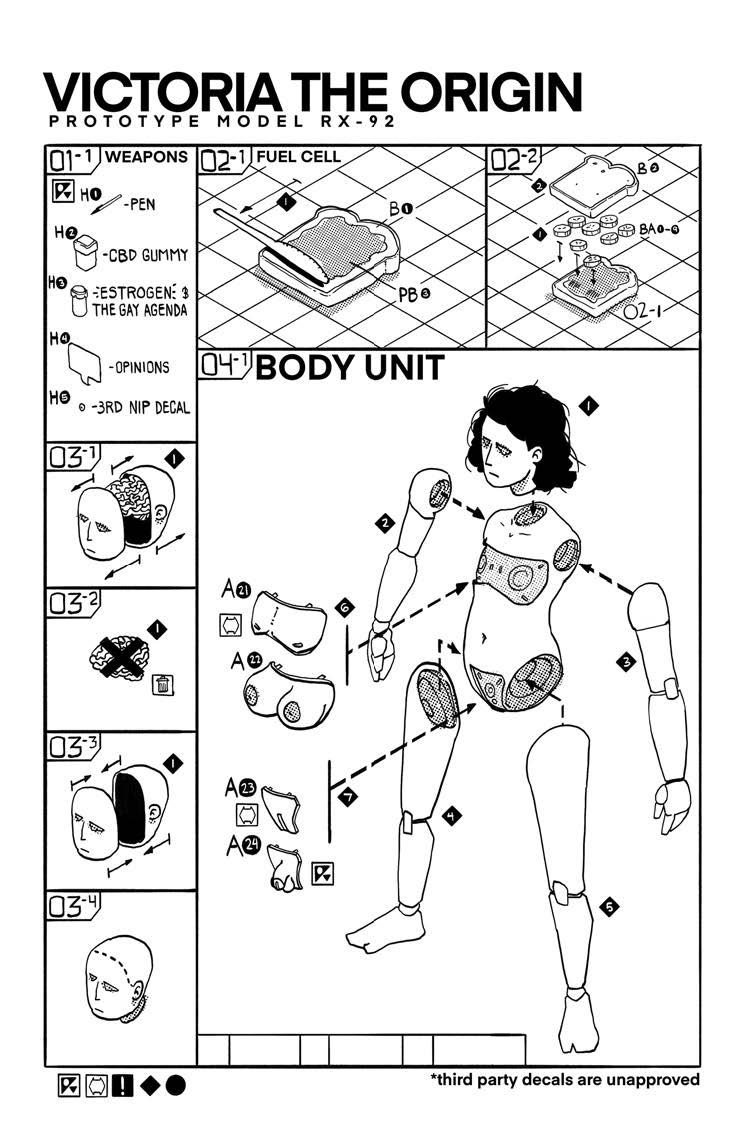 VICTORIA THE ORIGIN
PROTOTYPE MODEL RX-92
01-1 WEAPONS
H1
-PEN
H2
-CBD GUMMY
H3
-ESTROGEN &
THE GAY AGENDA
H4
-OPINIONS
H5
-3RD NIP DECAL
02-1 FUEL CELL
1
B1
PB3
02-2
2
B2
1
02-1
03-1
1
03-2
1
03-3
1
03-4
04-1 BODY UNIT
1
2
A21
6
A22
3
A23
7
A24
4
5
*third party decals are unapproved
!